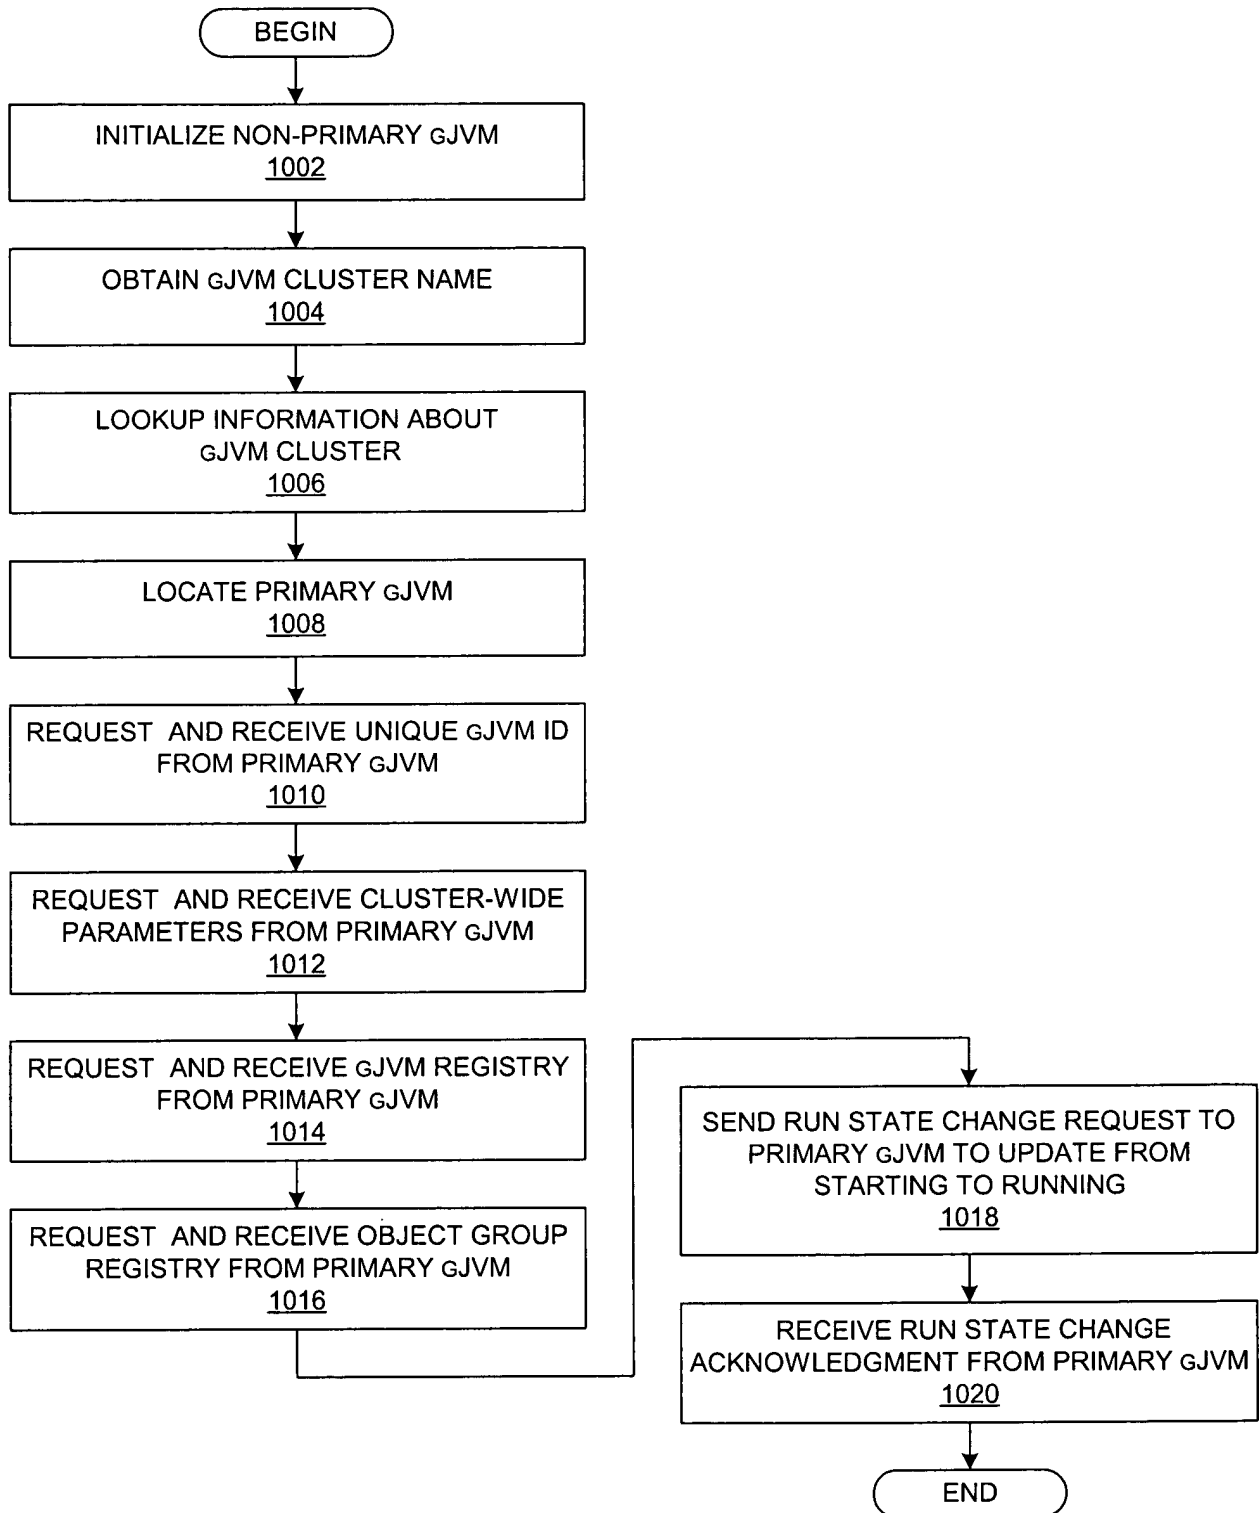 BEGIN
INITIALIZE NON-PRIMARY GJVM
1002
OBTAIN GJVM CLUSTER NAME
1004
LOOKUP INFORMATION ABOUT
GJVM CLUSTER
1006
LOCATE PRIMARY GJVM
1008
REQUEST AND RECEIVE UNIQUE GJVM ID
FROM PRIMARY GJVM
1010
REQUEST AND RECEIVE CLUSTER-WIDE
PARAMETERS FROM PRIMARY GJVM
1012
REQUEST AND RECEIVE GJVM REGISTRY
FROM PRIMARY GJVM
1014
REQUEST AND RECEIVE OBJECT GROUP
REGISTRY FROM PRIMARY GJVM
1016
SEND RUN STATE CHANGE REQUEST TO
PRIMARY GJVM TO UPDATE FROM
STARTING TO RUNNING
1018
RECEIVE RUN STATE CHANGE
ACKNOWLEDGMENT FROM PRIMARY GJVM
1020
END